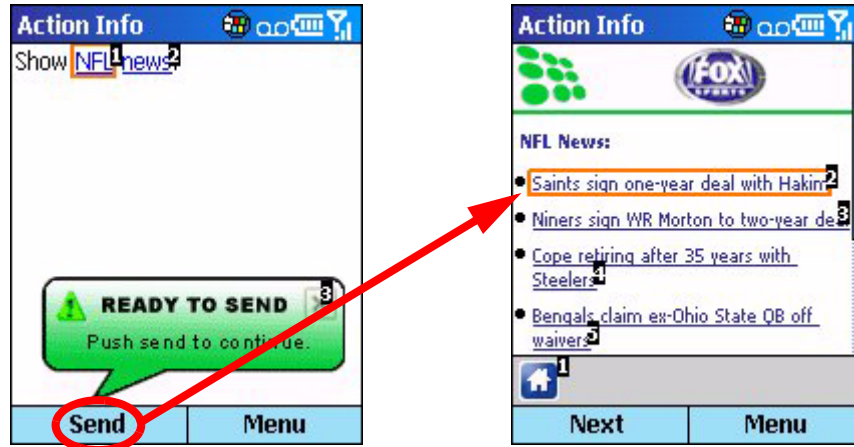 Action Info
Show NFL 1 news 2
READY TO SEND 3
Push send to continue.
Send Menu
Action Info
FOX
SPORTS
NFL News:
Saints sign one-year deal with Hakim 2
Niners sign WR Morton to two-year de 3
Cope retiring after 35 years with
Steelers 4
Bengals claim ex-Ohio State QB off
waivers 5
1
Next Menu